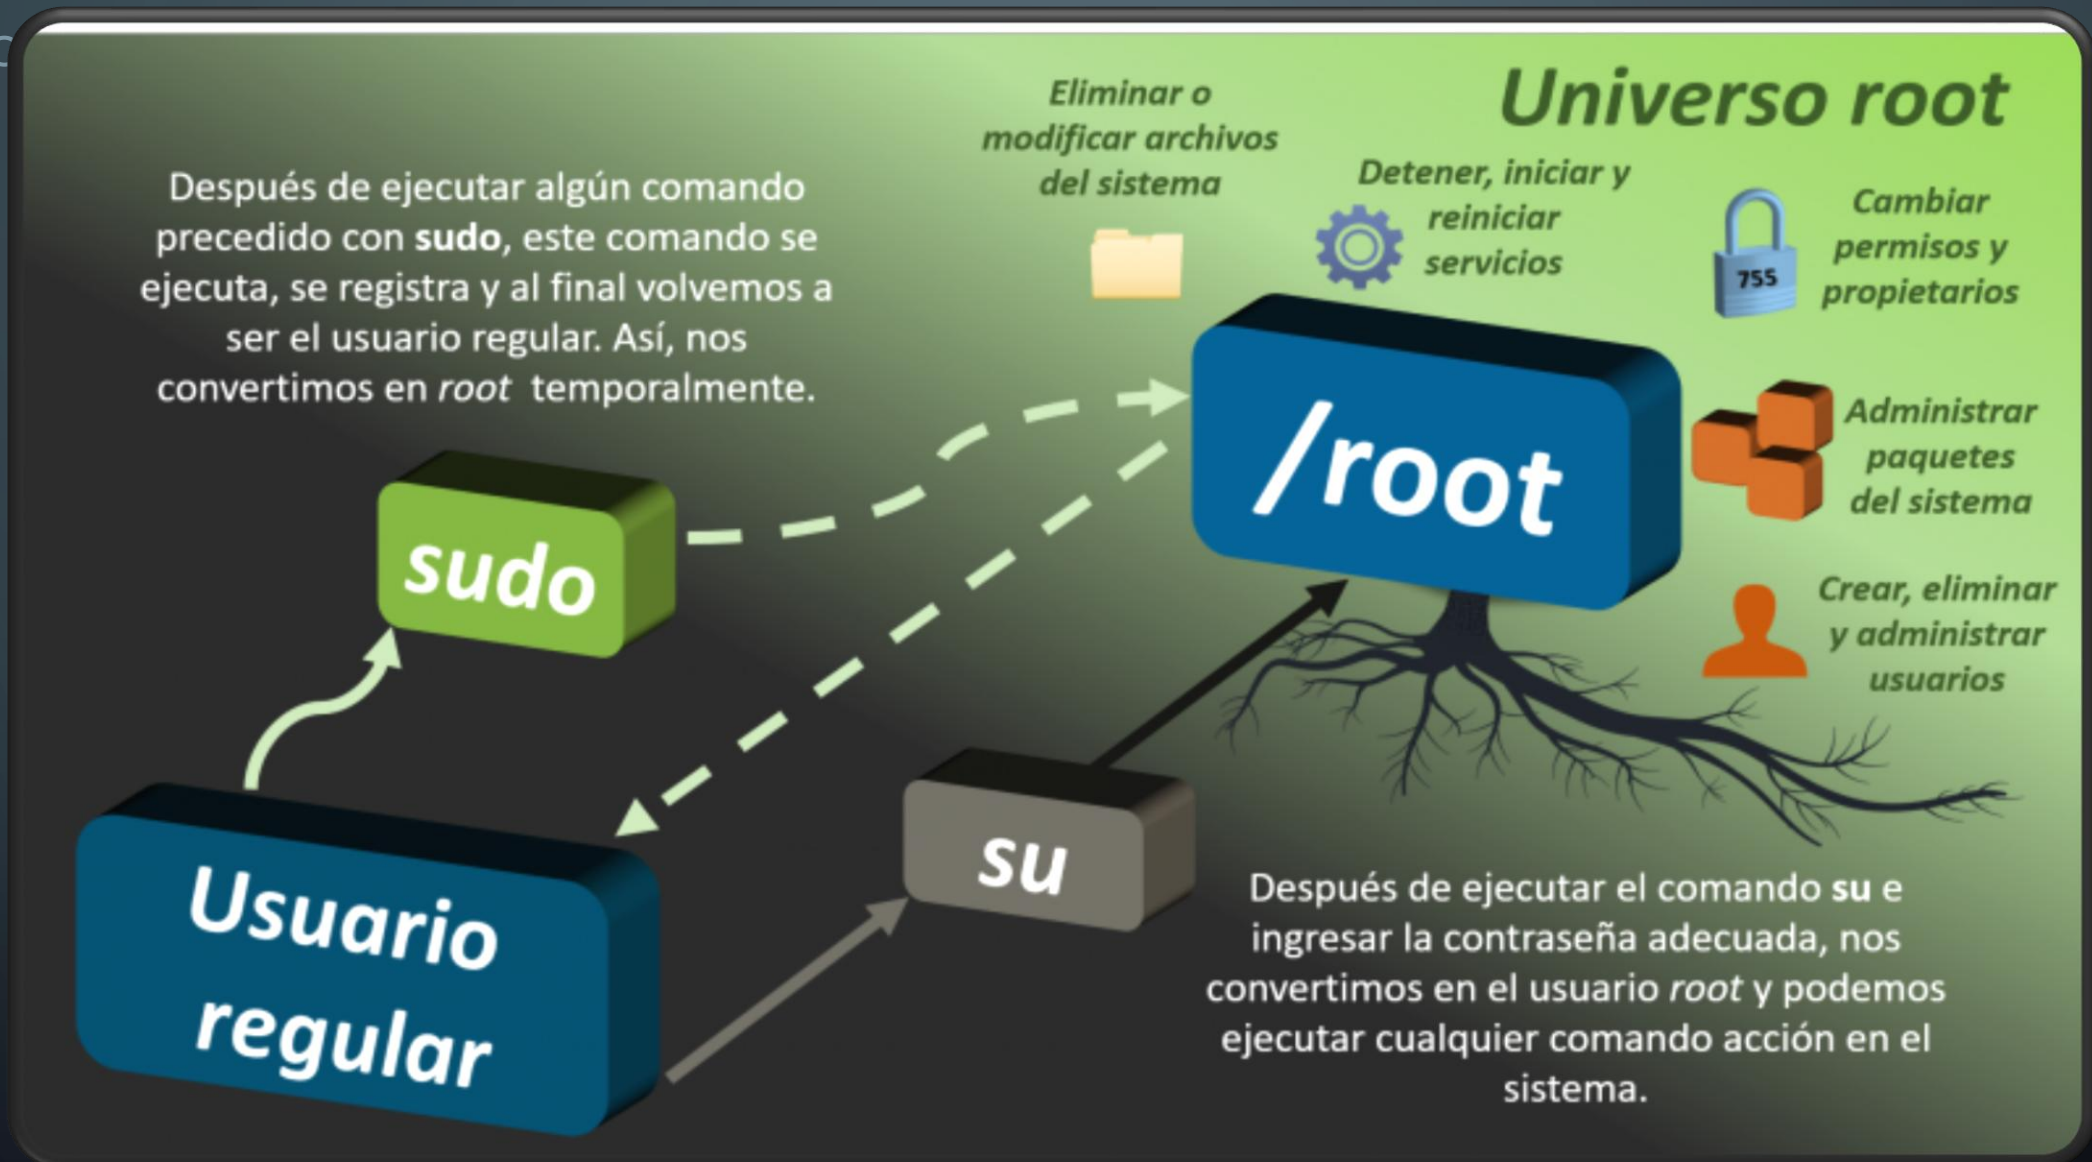 Universo root
Eliminar o
modificar archivos
del sistema
Detener, iniciar y
reiniciar
servicios
Cambiar
permisos y
propietarios
755
Después de ejecutar algún comando
precedido con sudo, este comando se
ejecuta, se registra y al final volvemos a
ser el usuario regular. Así, nos
convertimos en root temporalmente.
/root
Administrar
paquetes
del sistema
sudo
Crear, eliminar
y administrar
usuarios
su
Usuario
regular
Después de ejecutar el comando su e
ingresar la contraseña adecuada, nos
convertimos en el usuario root y podemos
ejecutar cualquier comando acción en el
sistema.